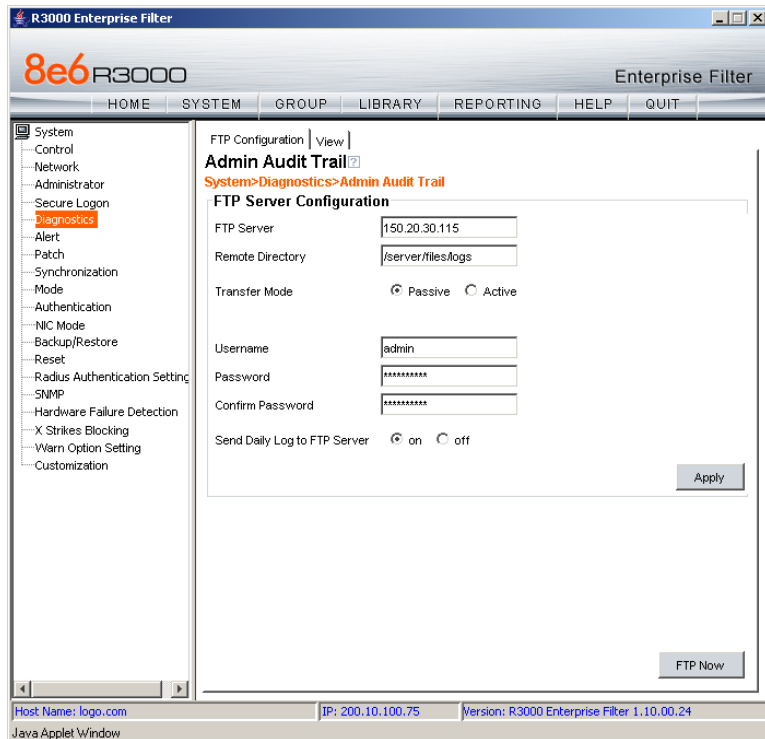 R3000 Enterprise Filter
8e6 R3000
Enterprise Filter
HOME SYSTEM GROUP LIBRARY REPORTING HELP QUIT
System
Control
Network
Administrator
Secure Logon
Diagnostics
Alert
Patch
Synchronization
Mode
Authentication
NIC Mode
Backup/Restore
Reset
Radius Authentication Setting
SNMP
Hardware Failure Detection
X Strikes Blocking
Warn Option Setting
Customization
FTP Configuration View
Admin Audit Trail ?
System>Diagnostics>Admin Audit Trail
FTP Server Configuration
FTP Server 150.20.30.115
Remote Directory /server/files/logs
Transfer Mode Passive Active
Username admin
Password **********
Confirm Password **********
Send Daily Log to FTP Server on off
Apply
FTP Now
Host Name: logo.com IP: 200.10.100.75 Version: R3000 Enterprise Filter 1.10.00.24
Java Applet Window